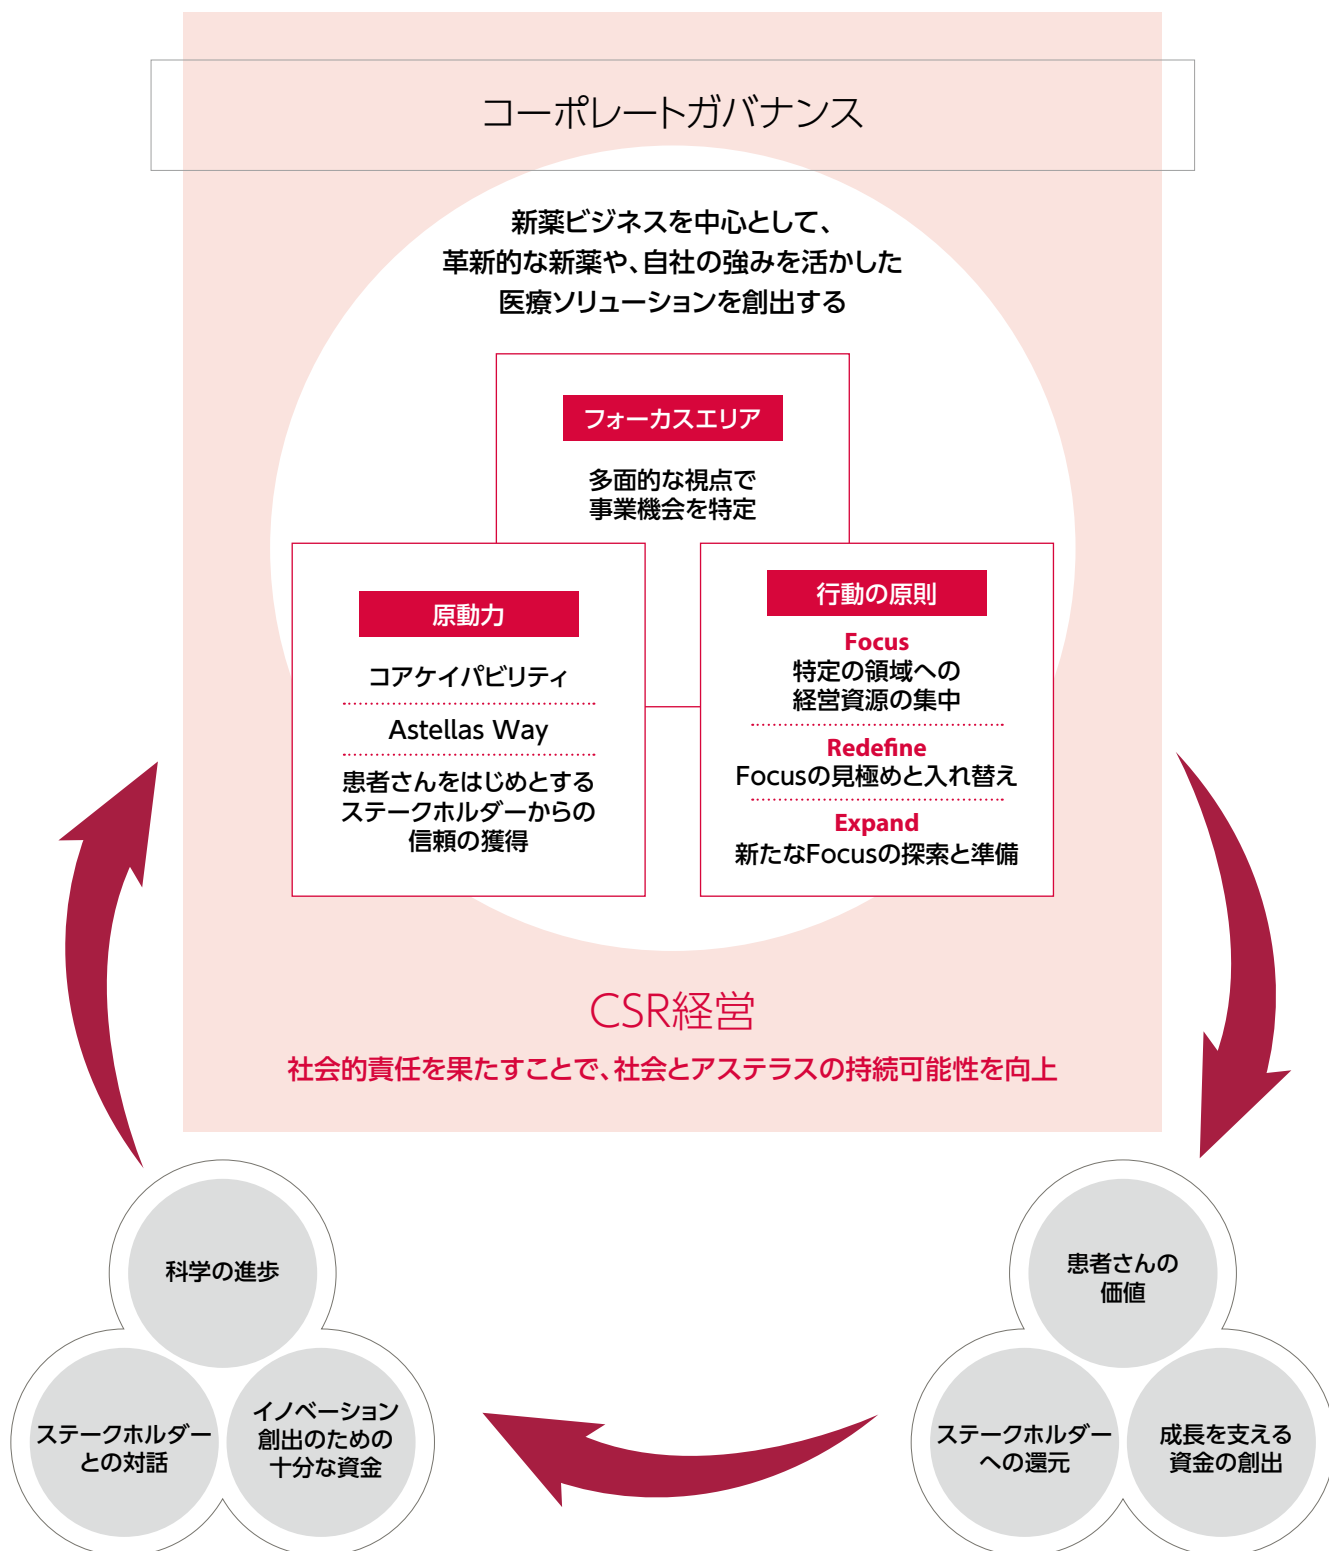 コーポレートガバナンス
新薬ビジネスを中心として、
革新的な新薬や、自社の強みを活かした
医療ソリューションを創出する
フォーカスエリア
多面的な視点で
事業機会を特定
原動力
コアケイパビリティ
Astellas Way
患者さんをはじめとする
ステークホルダーからの
信頼の獲得
行動の原則
Focus
特定の領域への
経営資源の集中
Redefine
Focusの見極めと入れ替え
Expand
新たなFocusの探索と準備
CSR経営
社会的責任を果たすことで、社会とアステラスの持続可能性を向上
科学の進歩
ステークホルダー
との対話
イノベーション
創出のための
十分な資金
患者さんの
価値
ステークホルダー
への還元
成長を支える
資金の創出